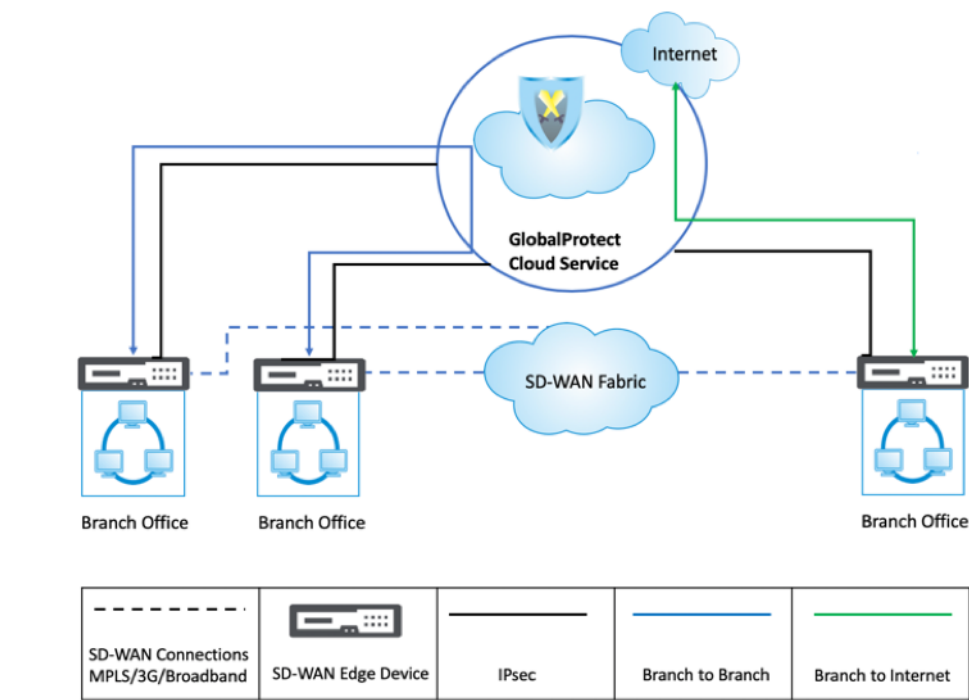 Internet
GlobalProtect
Cloud Service
SD-WAN Fabric
Branch Office
Branch Office
Branch Office
SD-WAN Connections
MPLS/3G/Broadband
SD-WAN Edge Device
IPsec
Branch to Branch
Branch to Internet